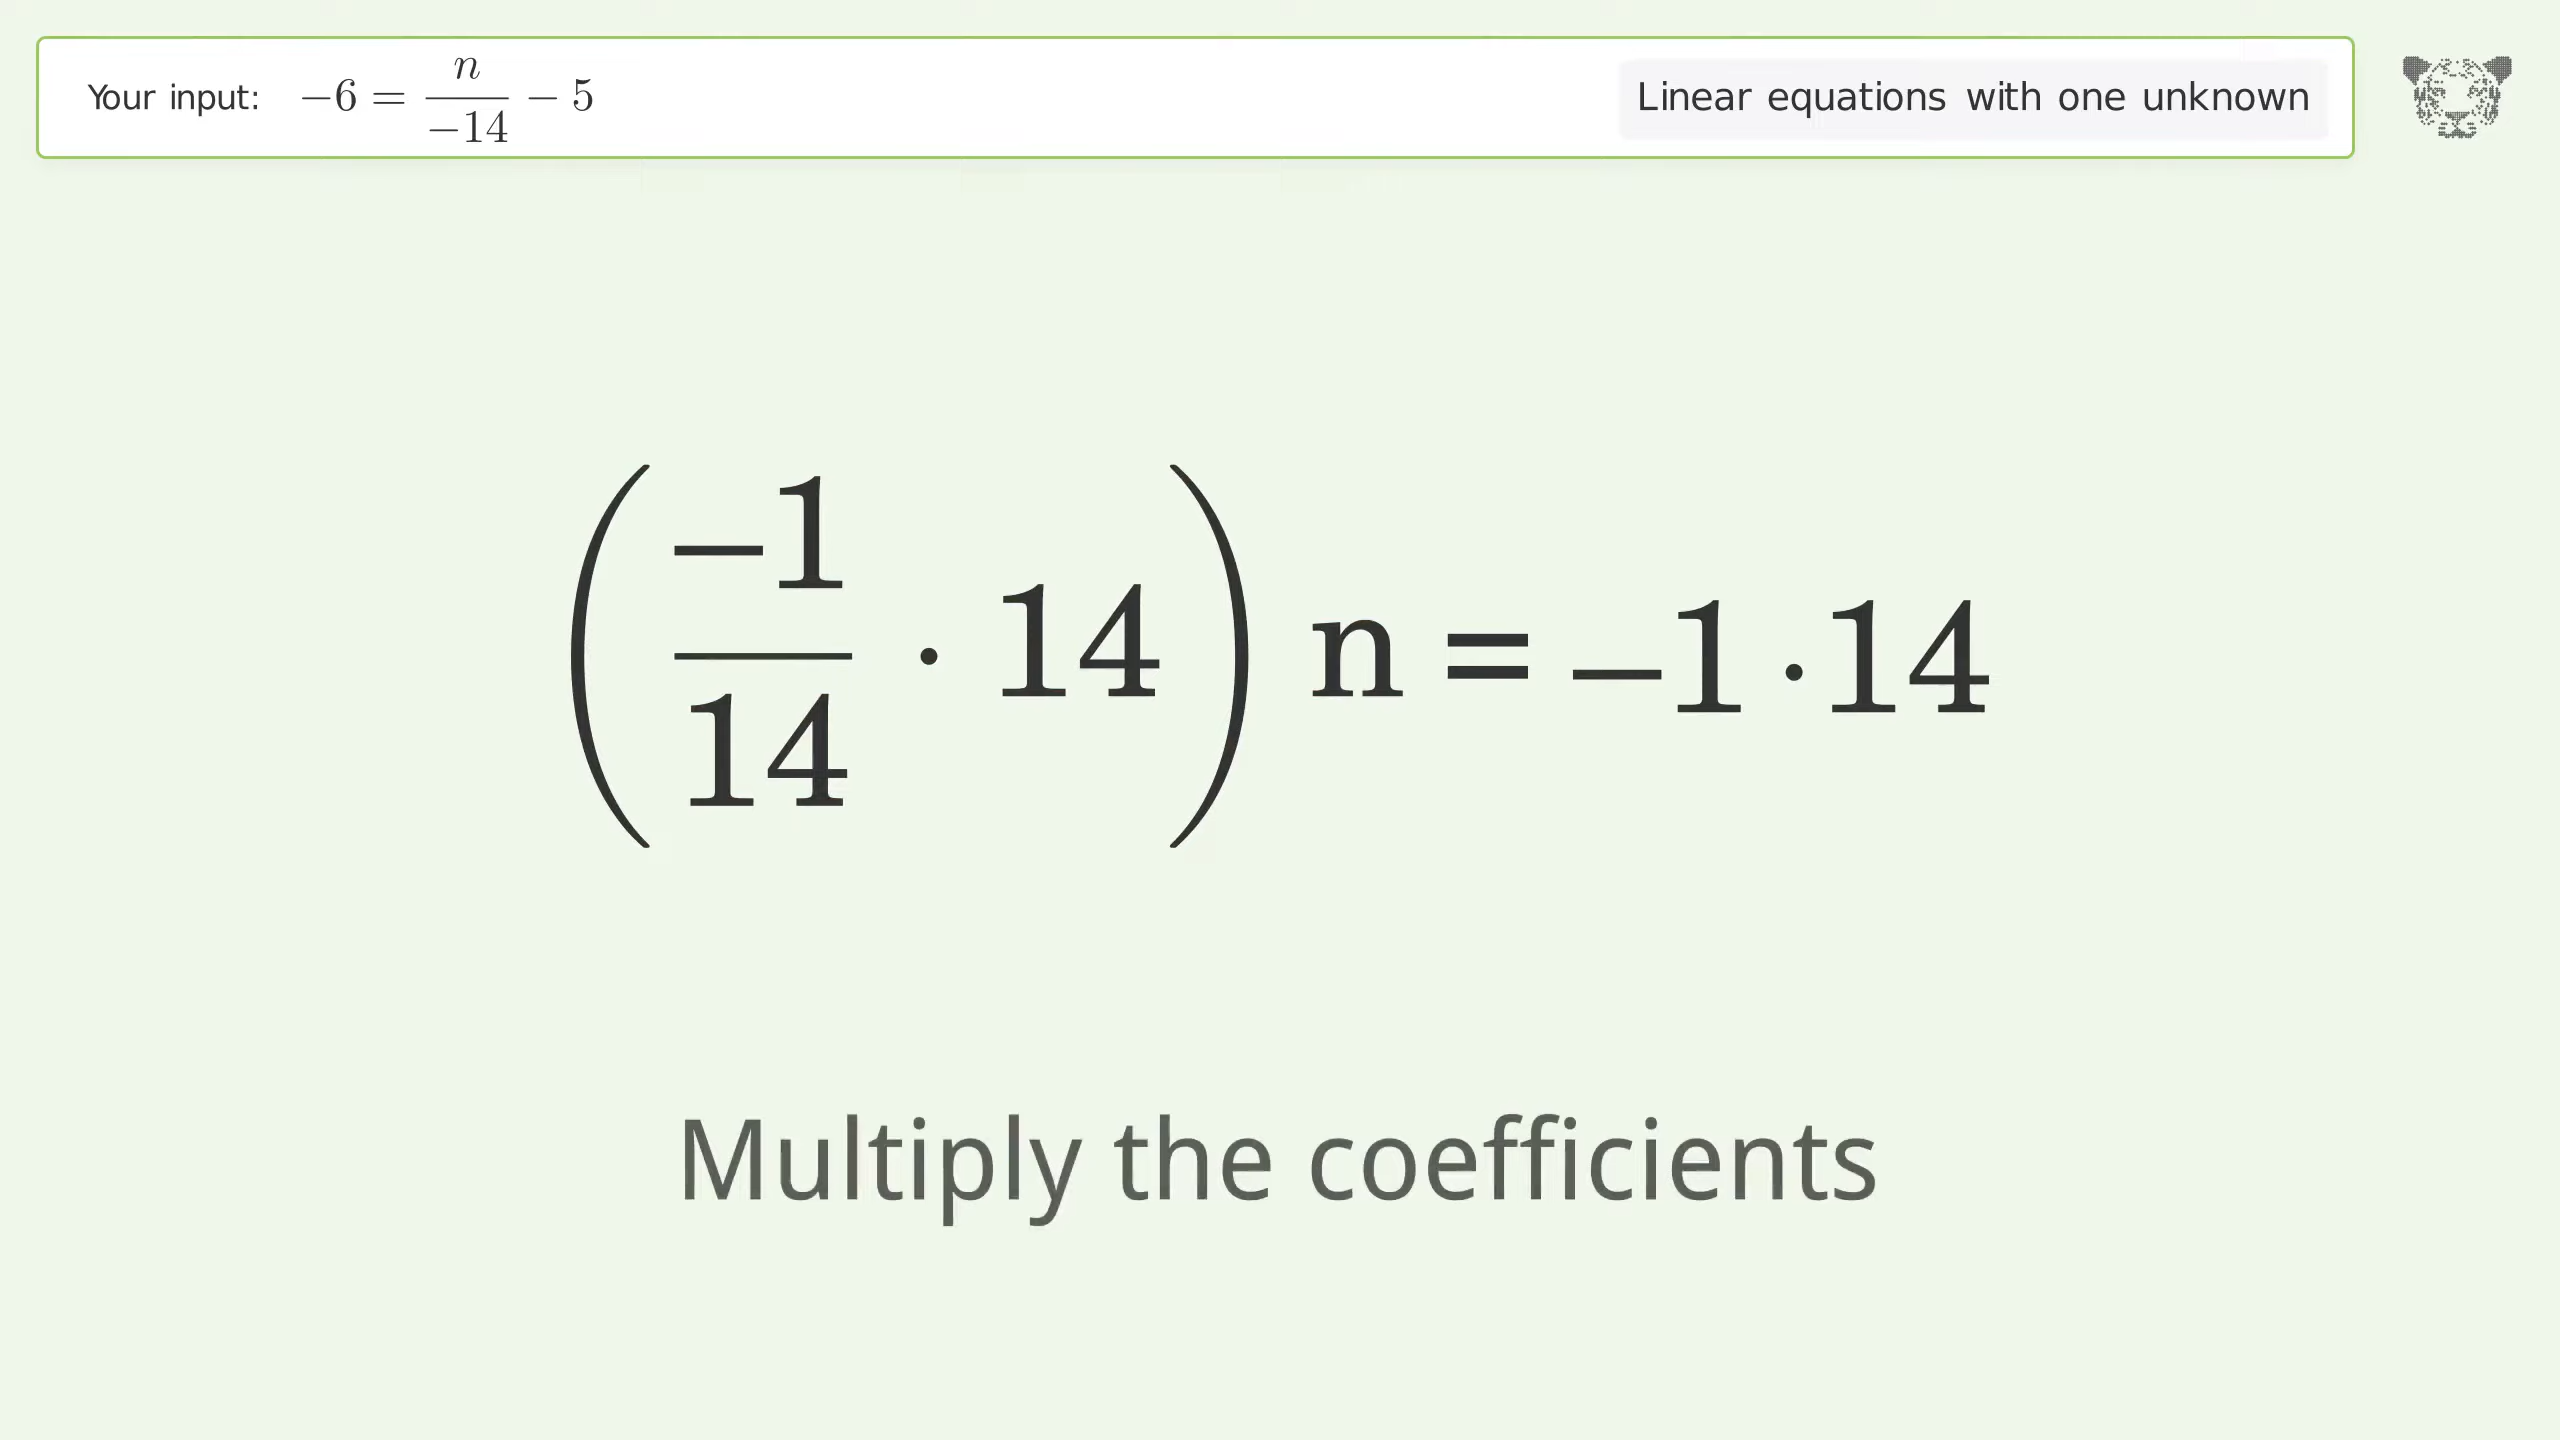 Your input: −6 = n/−14 − 5
Linear equations with one unknown
(−1/14 · 14) n = −1 · 14
Multiply the coefficients